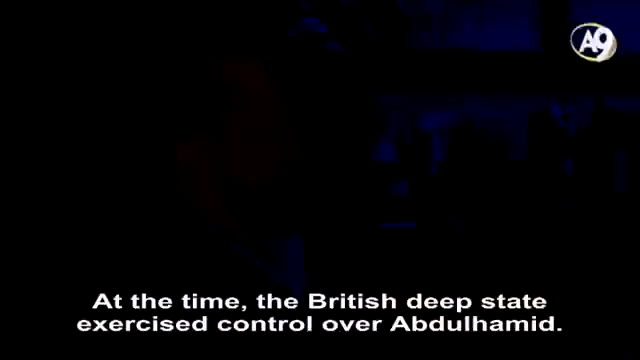 A9
At the time, the British deep state
exercised control over Abdulhamid.